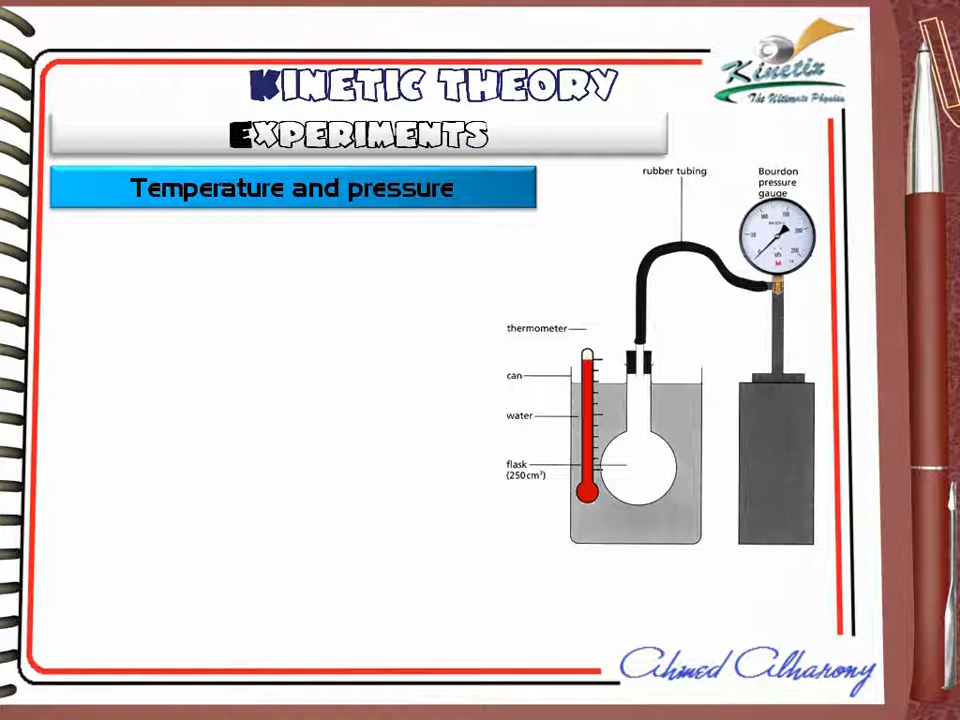 KINETIC THEORY
EXPERIMENTS
Kinetix
The Ultimate Physics
Temperature and pressure
rubber tubing
Bourdon
pressure
gauge
thermometer
can
water
flask
(250 cm³)
Ahmed Alharony